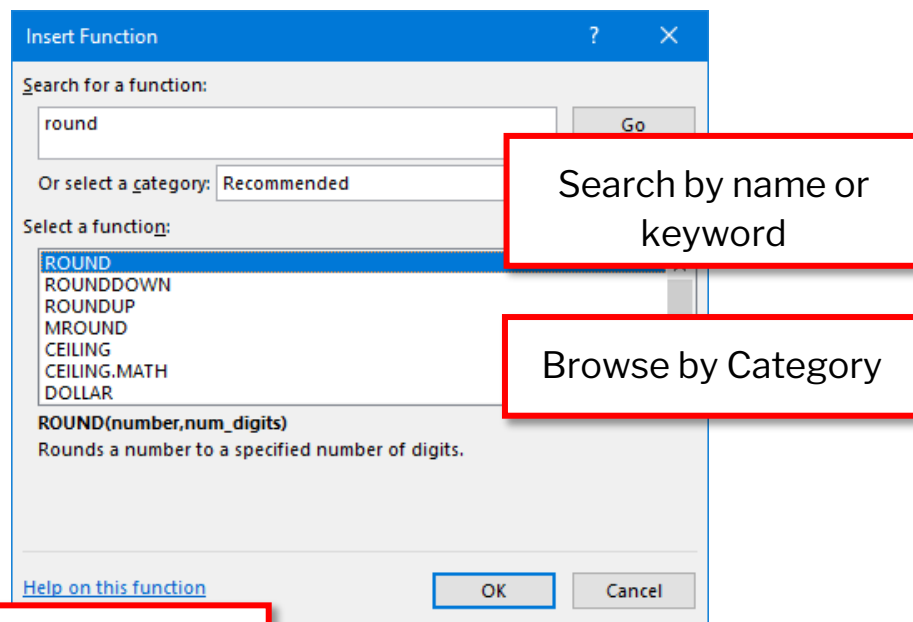 Insert Function ? ×
Search for a function:
round
Go
Search by name or
keyword
Or select a category: Recommended
Select a function:
ROUND
ROUNDDOWN
ROUNDUP
MROUND
CEILING
CEILING.MATH
DOLLAR
Browse by Category
ROUND(number,num_digits)
Rounds a number to a specified number of digits.
Help on this function
OK
Cancel